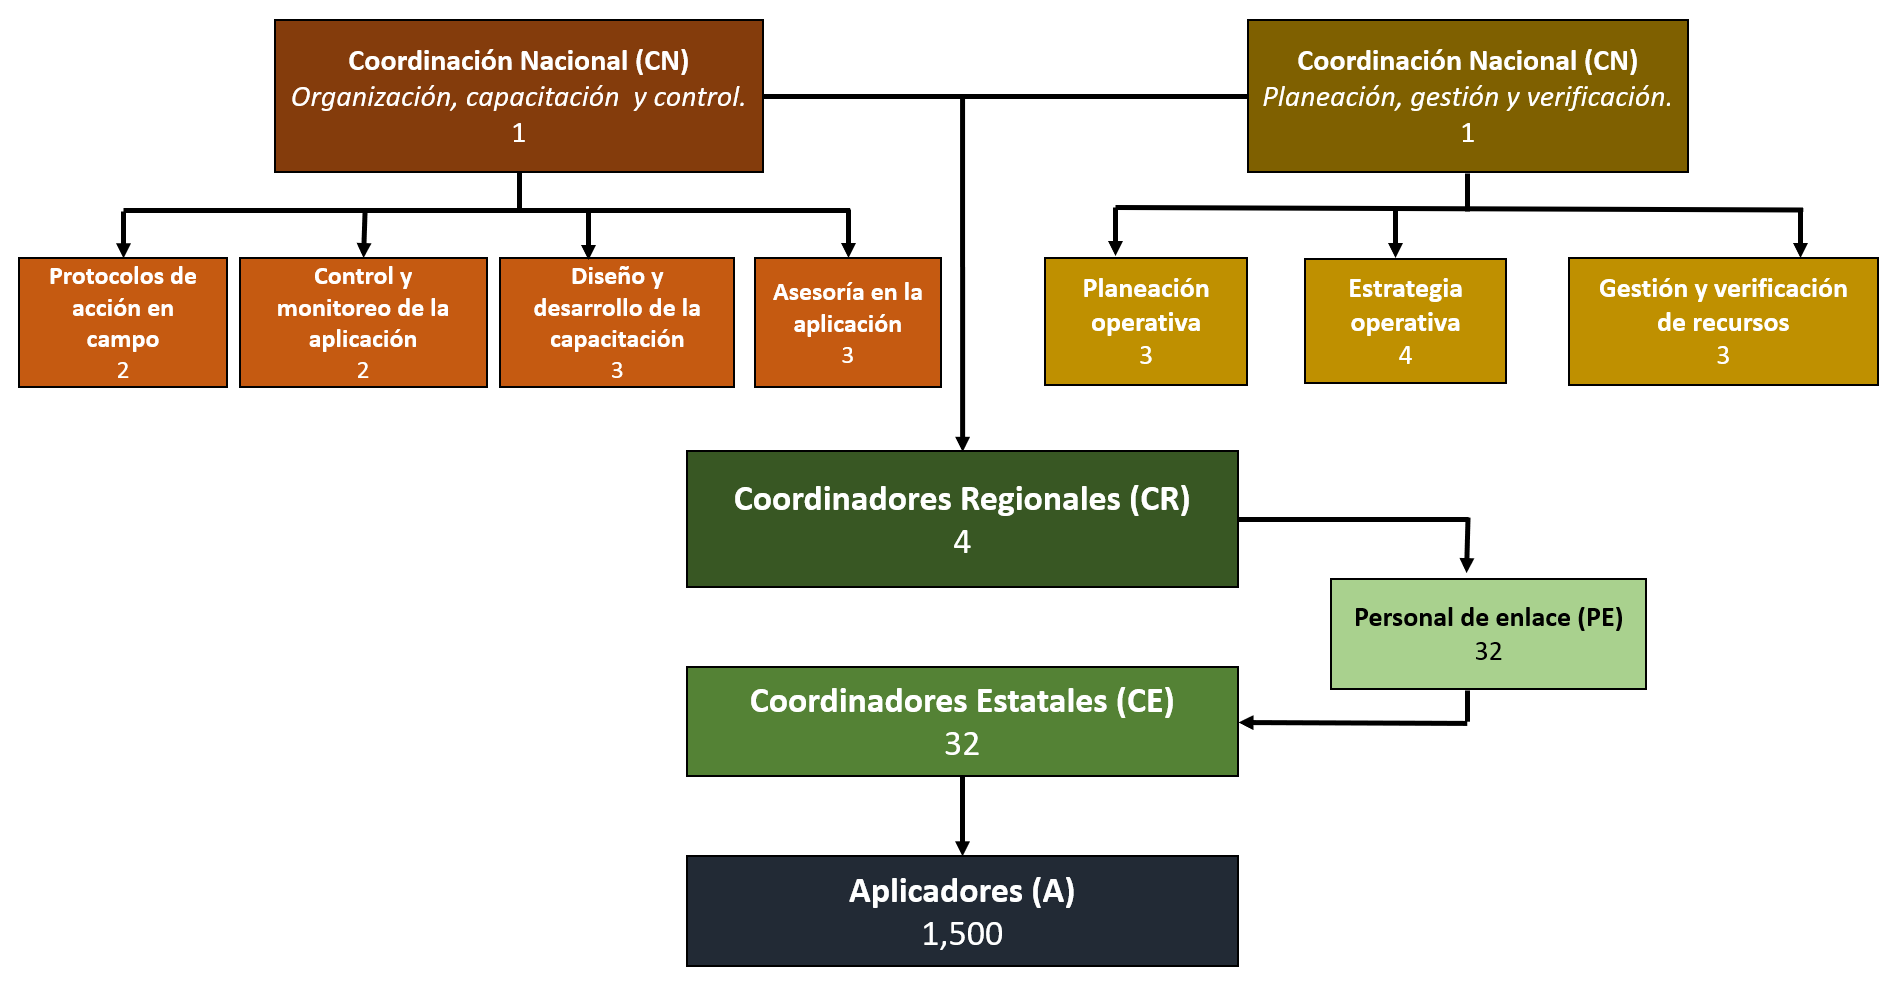 Coordinación Nacional (CN)
Organización, capacitación  y control.
1
Coordinación Nacional (CN)
Planeación, gestión y verificación.
1
Protocolos de
acción en
campo
2
Control y
monitoreo de la
aplicación
2
Diseño y
desarrollo de la
capacitación
3
Asesoría en la
aplicación
3
Planeación
operativa
3
Estrategia
operativa
4
Gestión y verificación
de recursos
3
Coordinadores Regionales (CR)
4
Personal de enlace (PE)
32
Coordinadores Estatales (CE)
32
Aplicadores (A)
1,500